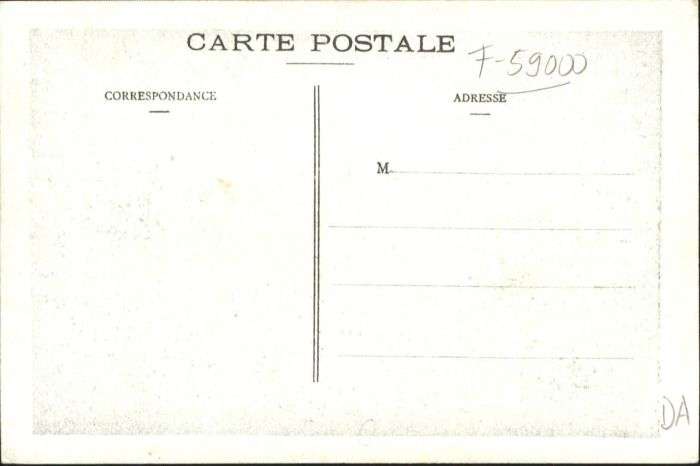 CARTE POSTALE
F-59000
CORRESPONDANCE
ADRESSE
M
DA